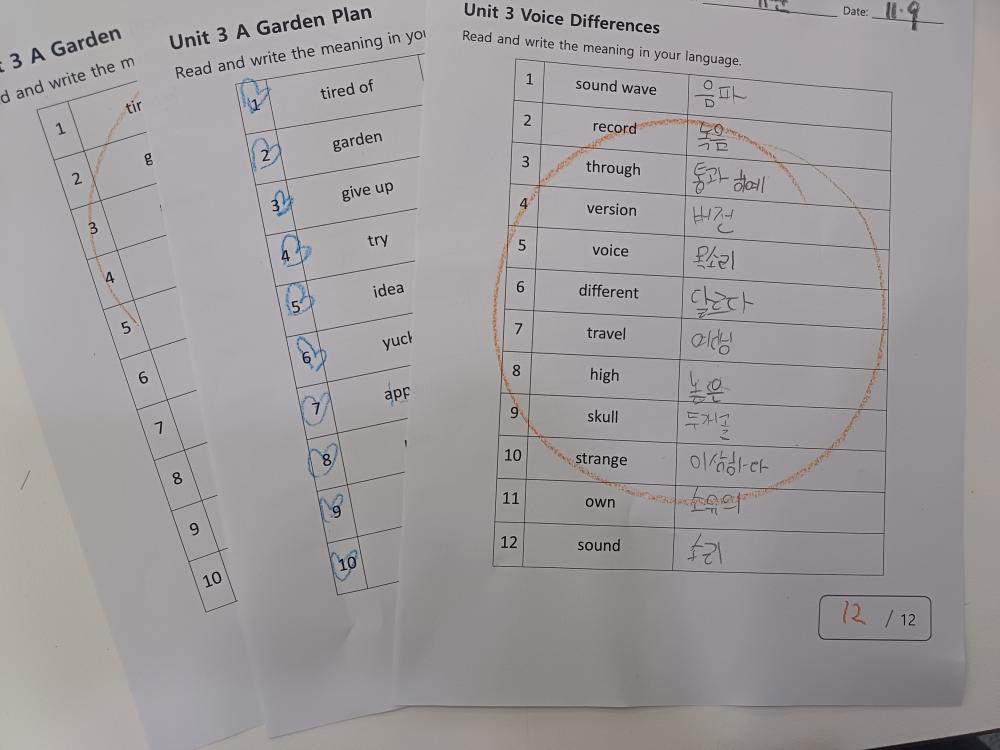 3 A Garden
d and write the m
1 tir
2 g
3
4
5
6
7
8
9
10
Unit 3 A Garden Plan
Read and write the meaning in you
1 tired of
2 garden
3 give up
4 try
5 idea
6 yuck
7 app
8
9
10
Date: 11.9
Unit 3 Voice Differences
Read and write the meaning in your language.
1 sound wave 음파
2 record 녹음
3 through 통과하여
4 version 버전
5 voice 목소리
6 different 다르다
7 travel 여행
8 high 높은
9 skull 두개골
10 strange 이상하다
11 own 소유의
12 sound 소리
12 / 12